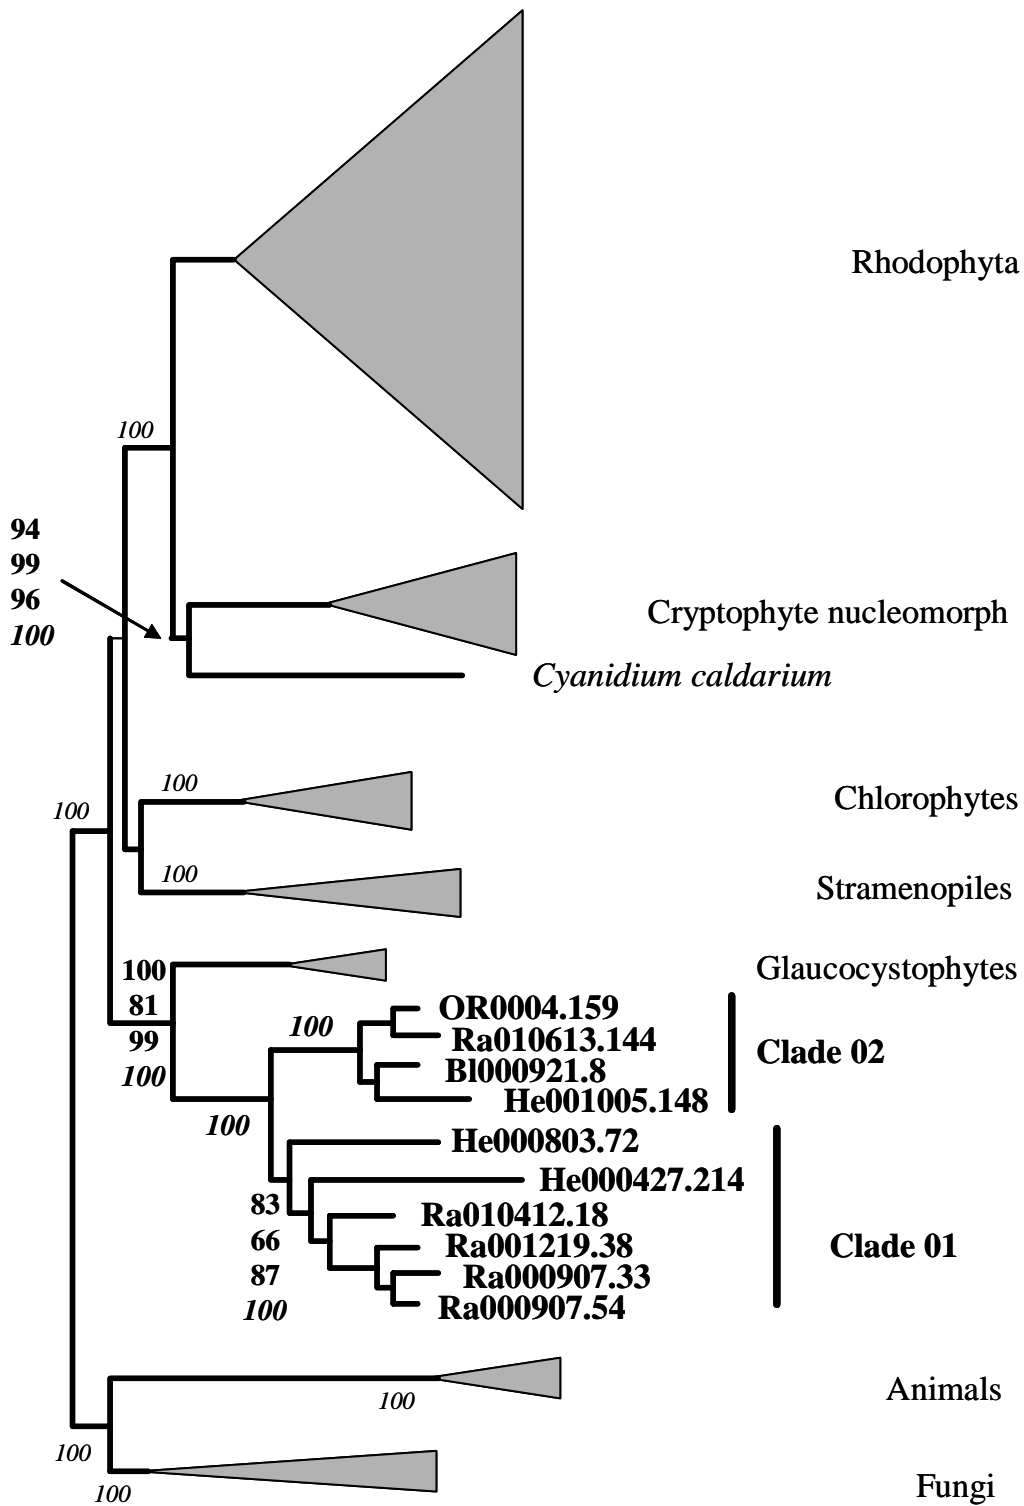 Rhodophyta
100
94
99
96
100
Cryptophyte nucleomorph
Cyanidium caldarium
100
Chlorophytes
100
100
Stramenopiles
100
81
99
100
Glaucocystophytes
100
OR0004.159
Ra010613.144
Bl000921.8
He001005.148
Clade 02
100
He000803.72
He000427.214
83
66
87
100
Ra010412.18
Ra001219.38
Ra000907.33
Ra000907.54
Clade 01
100
Animals
100
100
Fungi